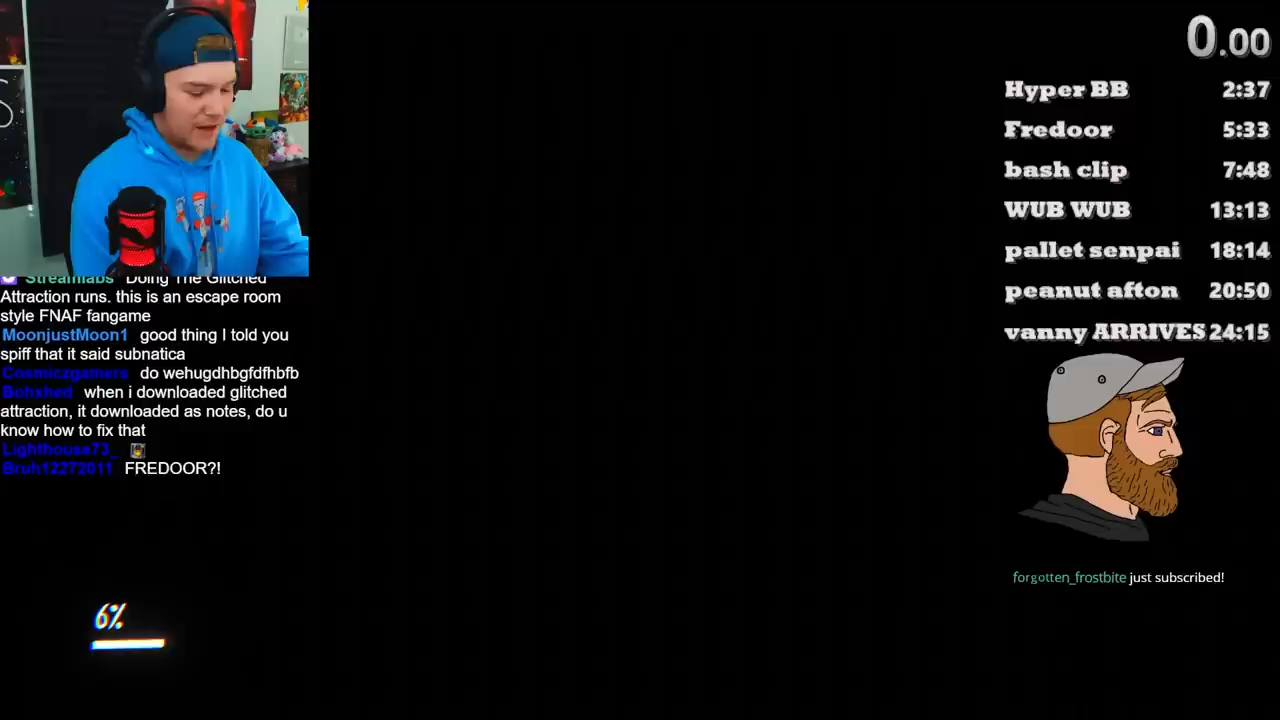 0.00
Hyper BB 2:37
Fredoor 5:33
bash clip 7:48
WUB WUB 13:13
pallet senpai 18:14
peanut afton 20:50
vanny ARRIVES 24:15
Streamlabs Doing The Glitched
Attraction runs. this is an escape room
style FNAF fangame
MoonjustMoon1 good thing I told you
spiff that it said subnatica
Cosmiczgamers do wehugdhbgfdfhbfb
Bohxhed when i downloaded glitched
attraction, it downloaded as notes, do u
know how to fix that
Lighthouse73_
Bruh12272011 FREDOOR?!
forgotten_frostbite just subscribed!
6%